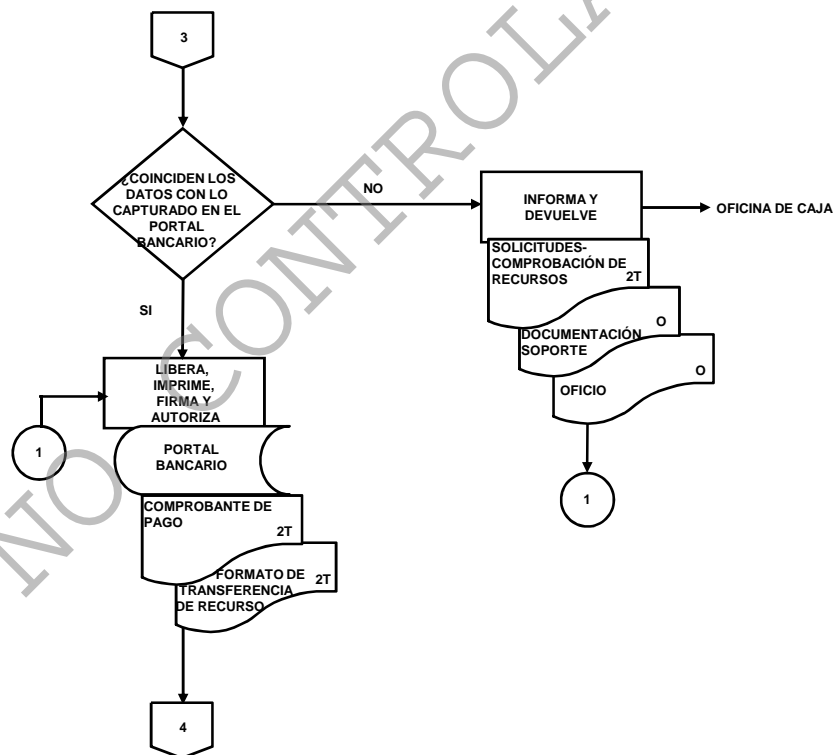 3
¿COINCIDEN LOS
DATOS CON LO
CAPTURADO EN EL
PORTAL
BANCARIO?
NO
INFORMA Y
DEVUELVE
OFICINA DE CAJA
SOLICITUDES-
COMPROBACIÓN DE
RECURSOS
2T
O
DOCUMENTACIÓN
SOPORTE
O
OFICIO
1
SI
LIBERA,
IMPRIME,
FIRMA Y
AUTORIZA
1
PORTAL
BANCARIO
COMPROBANTE DE
PAGO
2T
FORMATO DE
TRANSFERENCIA
DE RECURSO
2T
4
NO CONTROLA